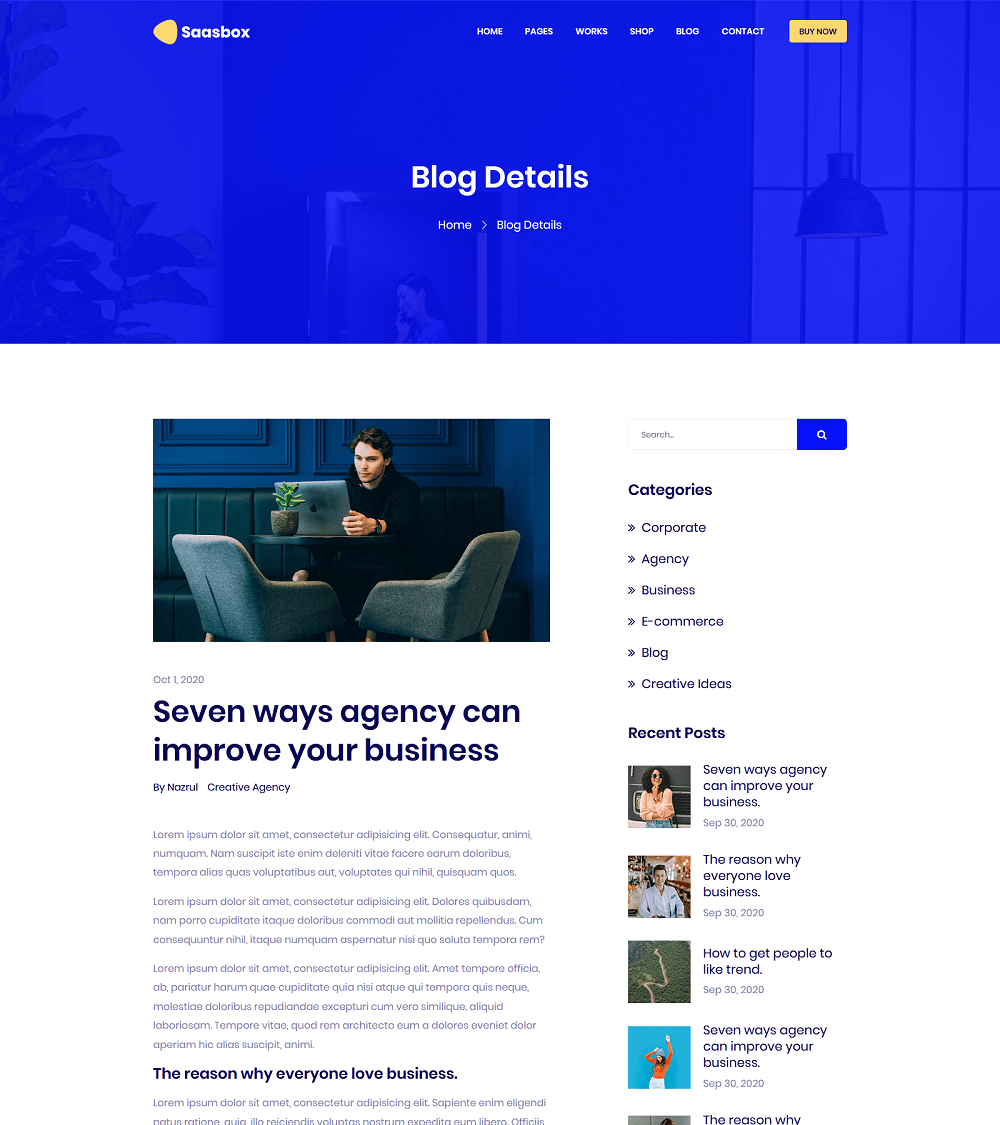 Saasbox
HOME PAGES WORKS SHOP BLOG CONTACT BUY NOW
Blog Details
Home Blog Details
Oct 1, 2020
Seven ways agency can
improve your business
By Nazrul Creative Agency
Lorem ipsum dolor sit amet, consectetur adipisicing elit. Consequatur, animi,
numquam. Nam suscipit iste enim deleniti vitae facere earum doloribus,
tempora alias quas voluptatibus aut, voluptates qui nihil, quisquam quos.
Lorem ipsum dolor sit amet, consectetur adipisicing elit. Dolores quibusdam,
nam porro cupiditate itaque doloribus commodi aut mollitia repellendus. Cum
consequuntur nihil, itaque numquam aspernatur nisi quo soluta tempora rem?
Lorem ipsum dolor sit amet, consectetur adipisicing elit. Amet tempore officia,
ab, pariatur harum quae cupiditate quia nisi atque qui tempora quis neque,
molestiae doloribus repudiandae excepturi cum vero similique, aliquid
laboriosam. Tempore vitae, quod rem architecto eum a dolores eveniet dolor
aperiam hic alias suscipit, animi.
The reason why everyone love business.
Lorem ipsum dolor sit amet, consectetur adipisicing elit. Sapiente enim eligendi
natus ratione, quia, illo reiciendis voluptas nostrum expedita eum libero. Officiis
Search...
Categories
Corporate
Agency
Business
E-commerce
Blog
Creative Ideas
Recent Posts
Seven ways agency
can improve your
business.
Sep 30, 2020
The reason why
everyone love
business.
Sep 30, 2020
How to get people to
like trend.
Sep 30, 2020
Seven ways agency
can improve your
business.
Sep 30, 2020
The reason why